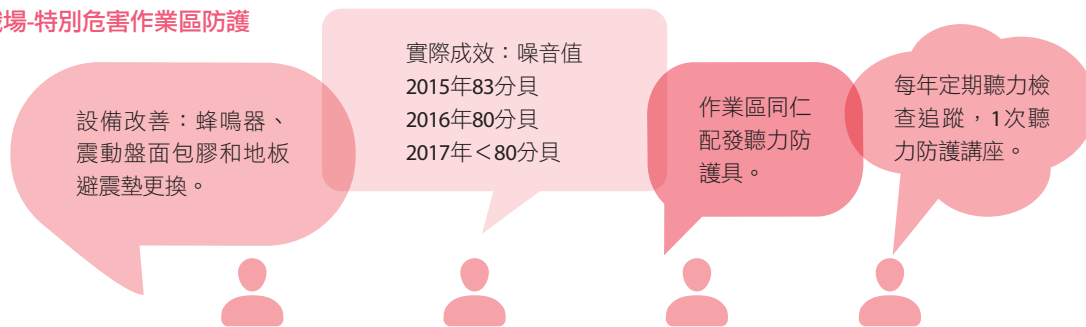 場-特別危害作業區防護
設備改善：蜂鳴器、
震動盤面包膠和地板
避震墊更換。
實際成效：噪音值
2015年83分貝
2016年80分貝
2017年＜80分貝
作業區同仁
配發聽力防
護具。
每年定期聽力檢
查追蹤，1次聽
力防護講座。